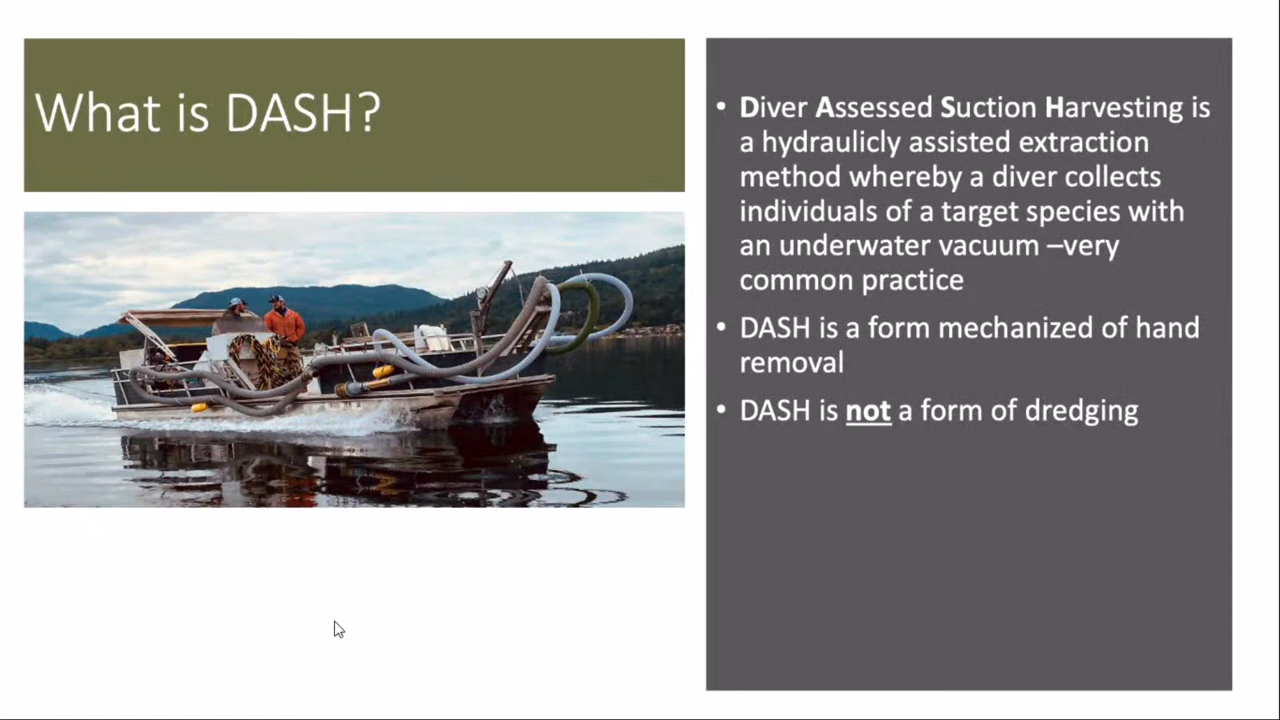 What is DASH?
• Diver Assessed Suction Harvesting is
a hydraulicly assisted extraction
method whereby a diver collects
individuals of a target species with
an underwater vacuum –very
common practice
• DASH is a form mechanized of hand
removal
• DASH is not a form of dredging